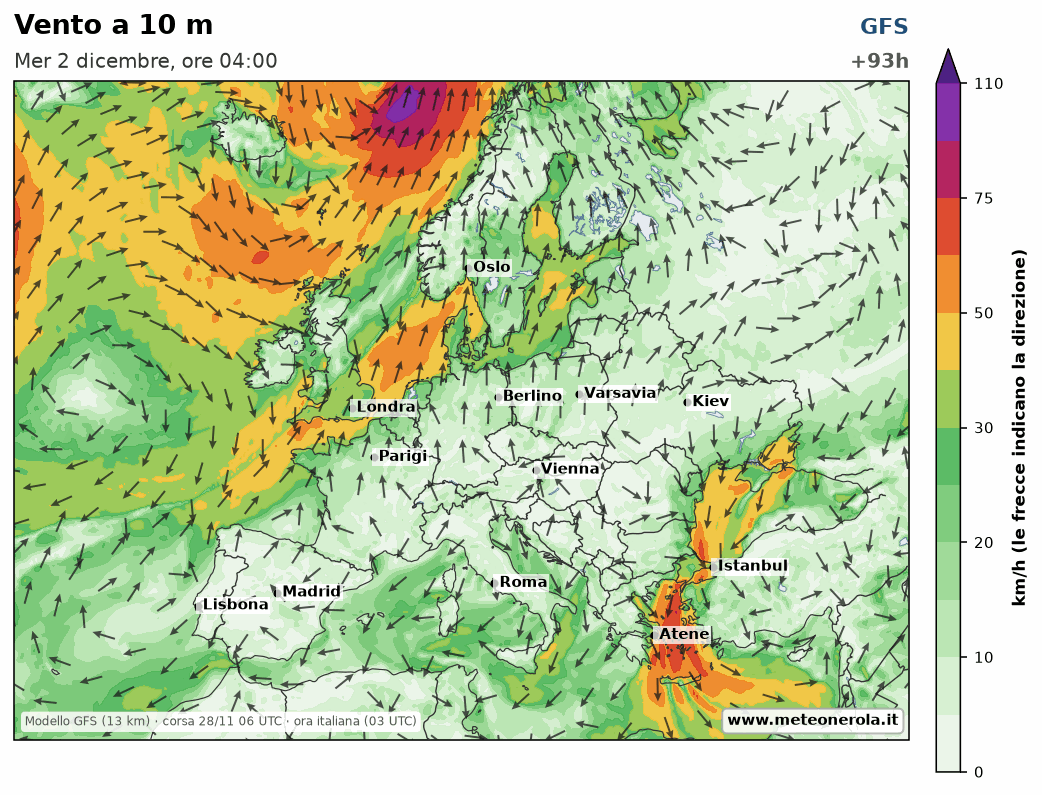 Vento a 10 m
GFS
Mer 2 dicembre, ore 04:00
+93h
110
75
50
30
20
10
0
km/h (le frecce indicano la direzione)
Oslo
Londra
Berlino
Varsavia
Kiev
Parigi
Vienna
Istanbul
Roma
Madrid
Lisbona
Atene
Modello GFS (13 km) · corsa 28/11 06 UTC · ora italiana (03 UTC)
www.meteonerola.it